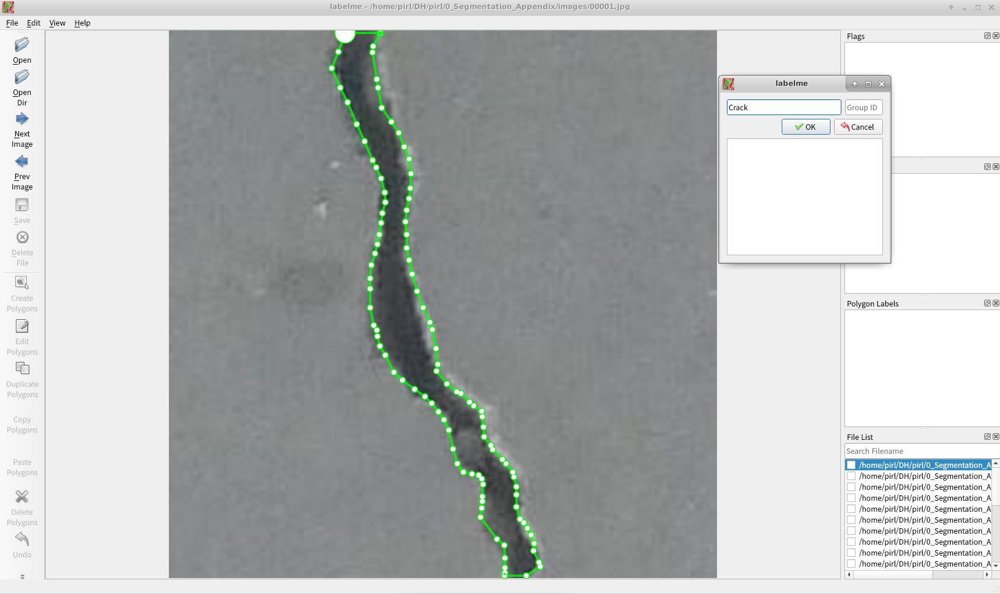 labelme - /home/pirl/DH/pirl/0_Segmentation_Appendix/images/00001.jpg
File Edit View Help
Open
Open
Dir
Next
Image
Prev
Image
Save
Delete
File
Create
Polygons
Edit
Polygons
Duplicate
Polygons
Copy
Polygons
Paste
Polygons
Delete
Polygons
Undo
labelme
Crack
Group ID
OK
Cancel
Flags
Polygon Labels
File List
Search Filename
/home/pirl/DH/pirl/0_Segmentation_A
/home/pirl/DH/pirl/0_Segmentation_A
/home/pirl/DH/pirl/0_Segmentation_A
/home/pirl/DH/pirl/0_Segmentation_A
/home/pirl/DH/pirl/0_Segmentation_A
/home/pirl/DH/pirl/0_Segmentation_A
/home/pirl/DH/pirl/0_Segmentation_A
/home/pirl/DH/pirl/0_Segmentation_A
/home/pirl/DH/pirl/0_Segmentation_A
/home/pirl/DH/pirl/0_Segmentation_A